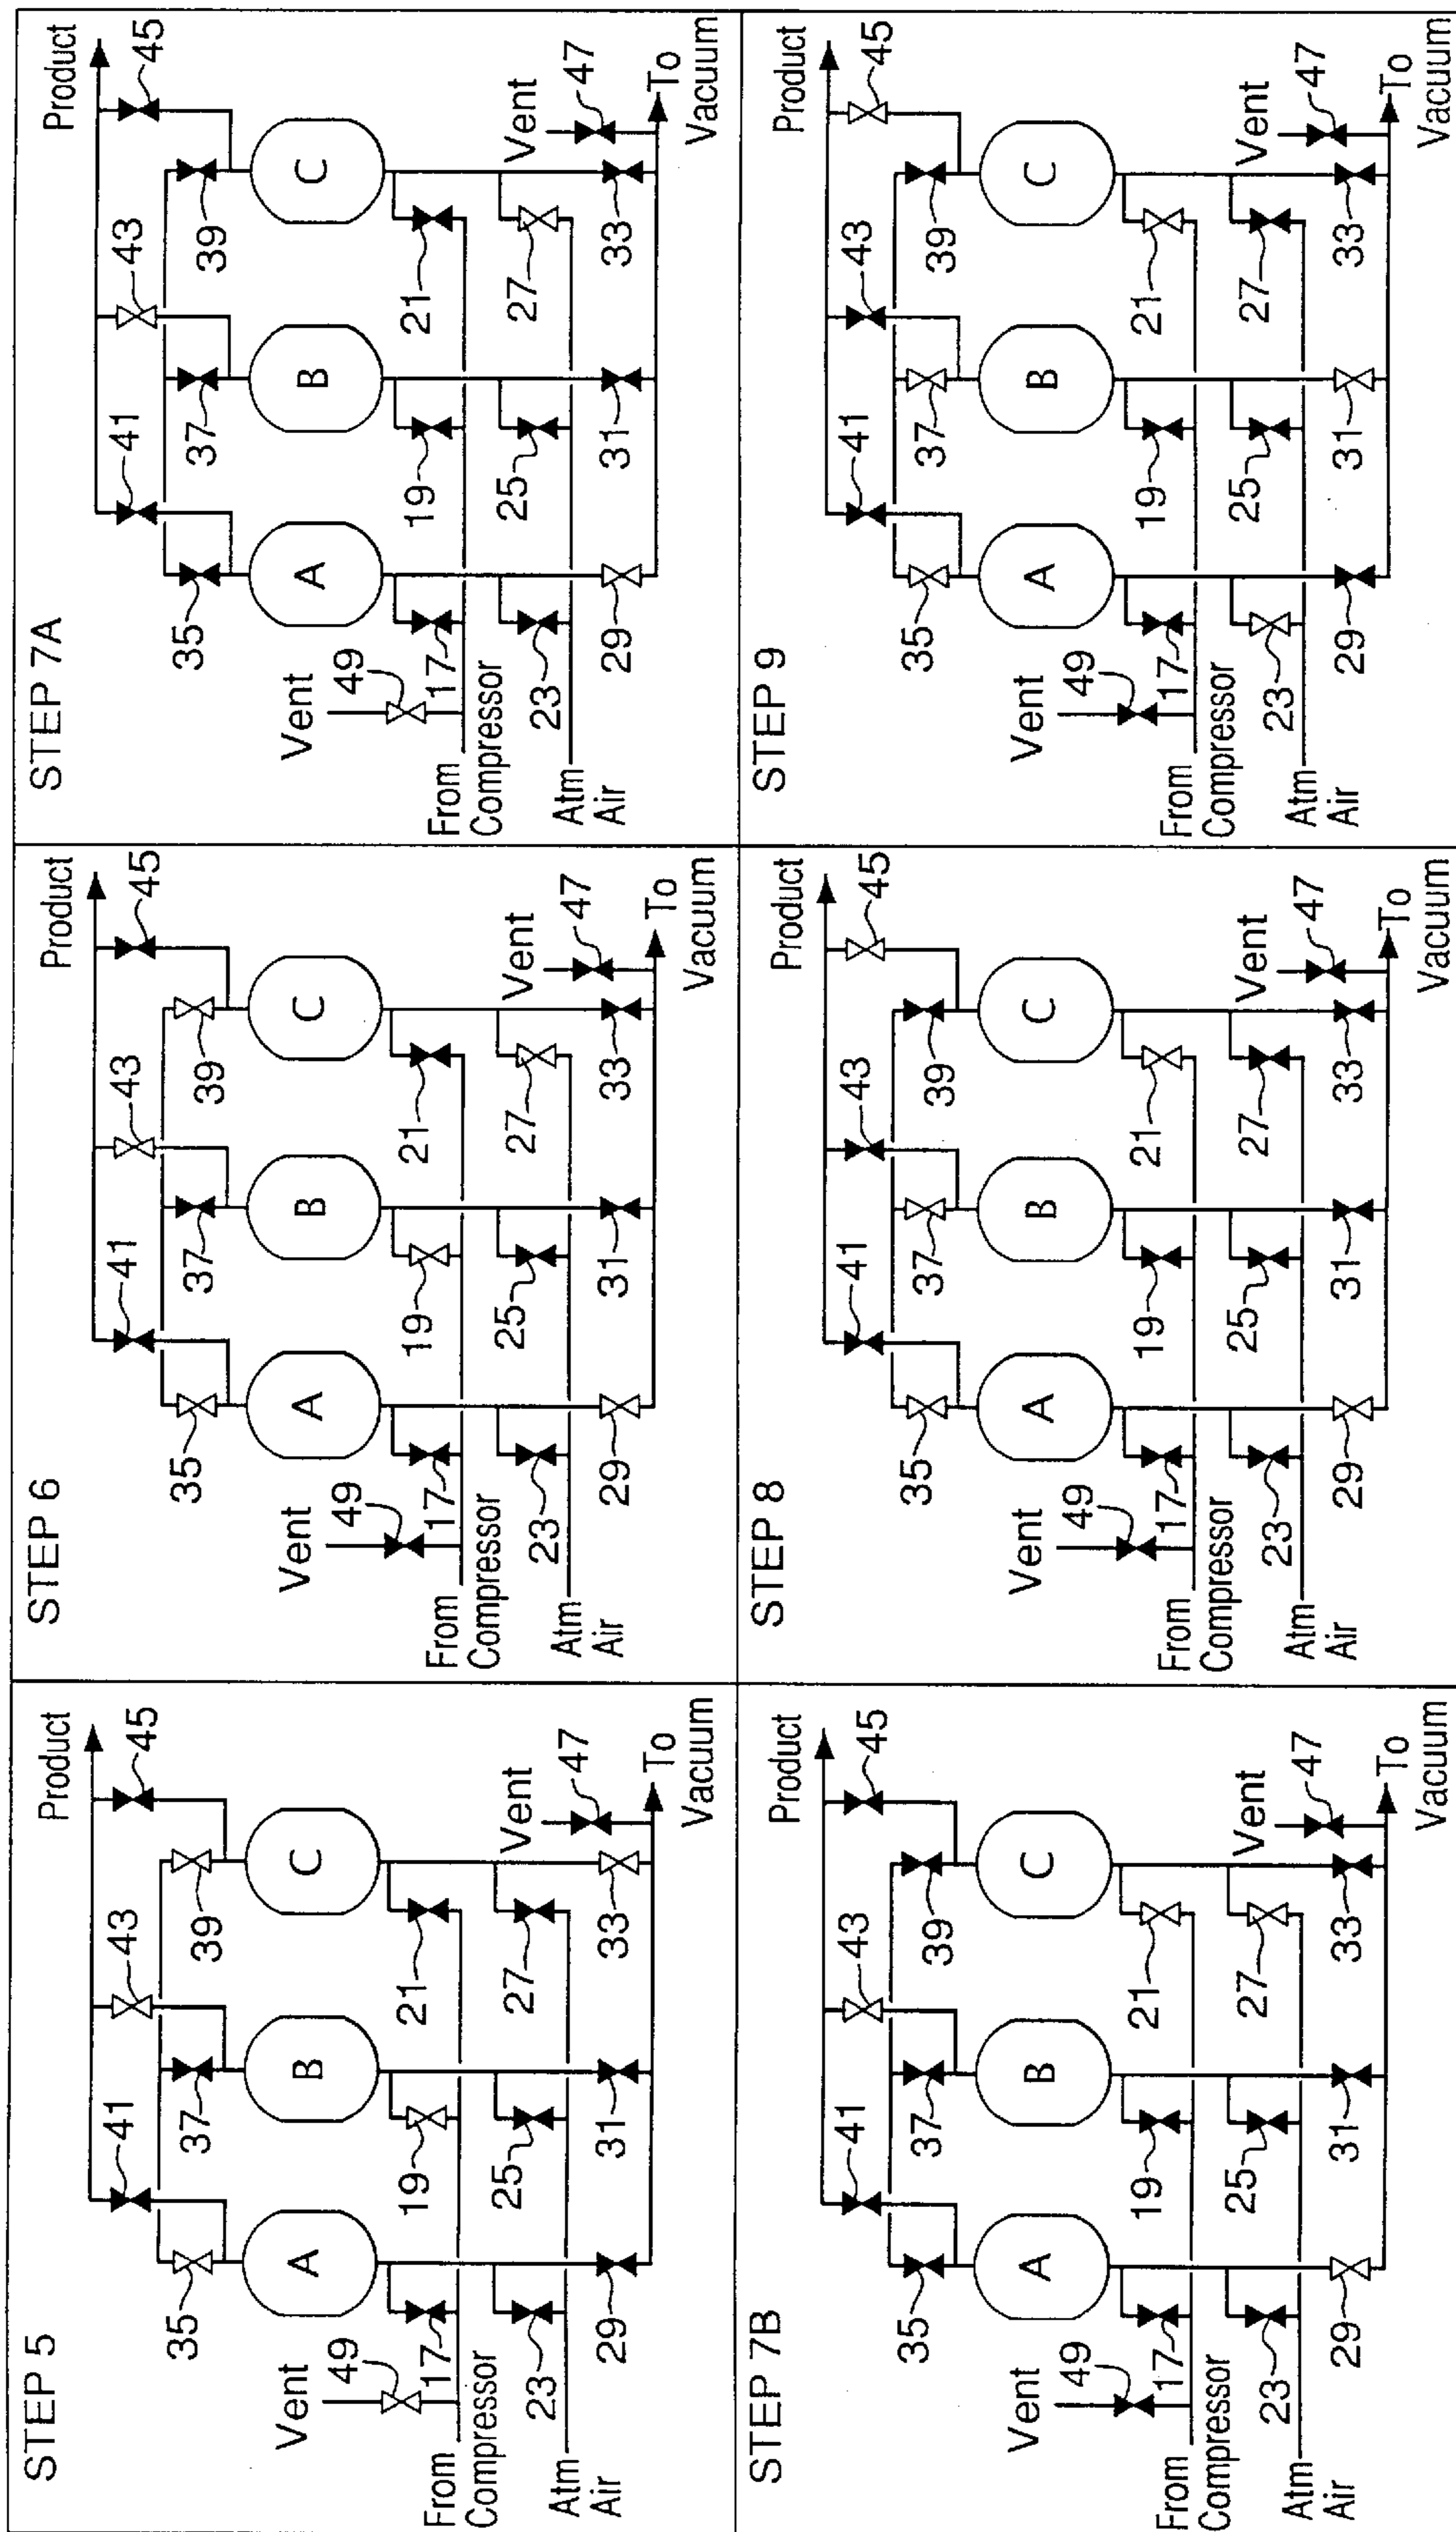 STEP 5
Product
41 43 45
35 37 39
A B C
Vent
49
17 19 21
From
Compressor
Vent
47
23 25 27
Atm
Air
29 31 33
To
Vacuum
STEP 6
Product
41 43 45
35 37 39
A B C
Vent
49
17 19 21
From
Compressor
Vent
47
23 25 27
Atm
Air
29 31 33
To
Vacuum
STEP 7A
Product
41 43 45
35 37 39
A B C
Vent
49
17 19 21
From
Compressor
Vent
47
23 25 27
Atm
Air
29 31 33
To
Vacuum
STEP 7B
Product
41 43 45
35 37 39
A B C
Vent
49
17 19 21
From
Compressor
Vent
47
23 25 27
Atm
Air
29 31 33
To
Vacuum
STEP 8
Product
41 43 45
35 37 39
A B C
Vent
49
17 19 21
From
Compressor
Vent
47
23 25 27
Atm
Air
29 31 33
To
Vacuum
STEP 9
Product
41 43 45
35 37 39
A B C
Vent
49
17 19 21
From
Compressor
Vent
47
23 25 27
Atm
Air
29 31 33
To
Vacuum